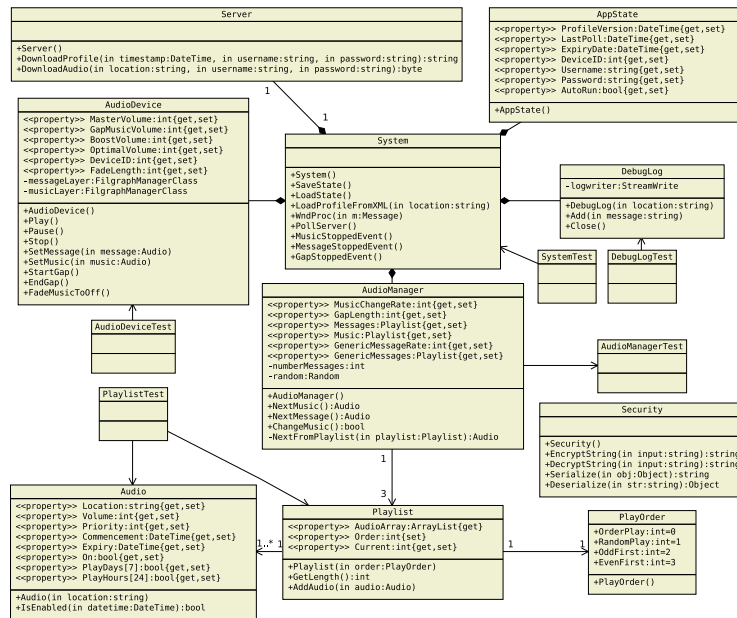 Server
+Server()
+DownloadProfile(in timestamp:DateTime, in username:string, in password:string):string
+DownloadAudio(in location:string, in username:string, in password:string):byte
AppState
<<property>> ProfileVersion:DateTime{get,set}
<<property>> LastPoll:DateTime{get,set}
<<property>> ExpiryDate:DateTime{get,set}
<<property>> DeviceID:int{get,set}
<<property>> Username:string{get,set}
<<property>> Password:string{get,set}
<<property>> AutoRun:bool{get,set}
+AppState()
1
1
AudioDevice
<<property>> MasterVolume:int{get,set}
<<property>> GapMusicVolume:int{get,set}
<<property>> BoostVolume:int{get,set}
<<property>> OptimalVolume:int{get,set}
<<property>> DeviceID:int{get,set}
<<property>> FadeLength:int{get,set}
-messageLayer:FilgraphManagerClass
-musicLayer:FilgraphManagerClass
+AudioDevice()
+Play()
+Pause()
+Stop()
+SetMessage(in message:Audio)
+SetMusic(in music:Audio)
+StartGap()
+EndGap()
+FadeMusicToOff()
System
+System()
+SaveState()
+LoadState()
+LoadProfileFromXML(in location:string)
+WndProc(in m:Message)
+PollServer()
+MusicStoppedEvent()
+MessageStoppedEvent()
+GapStoppedEvent()
DebugLog
-logwriter:StreamWrite
+DebugLog(in location:string)
+Add(in message:string)
+Close()
SystemTest
DebugLogTest
AudioDeviceTest
AudioManager
<<property>> MusicChangeRate:int{get,set}
<<property>> GapLength:int{get,set}
<<property>> Messages:Playlist{get,set}
<<property>> Music:Playlist{get,set}
<<property>> GenericMessageRate:int{get,set}
<<property>> GenericMessages:Playlist{get,set}
-numberMessages:int
-random:Random
+AudioManager()
+NextMusic():Audio
+NextMessage():Audio
+ChangeMusic():bool
-NextFromPlaylist(in playlist:Playlist):Audio
AudioManagerTest
PlaylistTest
Security
+Security()
+EncryptString(in input:string):string
+DecryptString(in input:string):string
+Serialize(in obj:Object):string
+Deserialize(in str:string):Object
1
3
Audio
<<property>> Location:string{get,set}
<<property>> Volume:int{get,set}
<<property>> Priority:int{get,set}
<<property>> Commencement:DateTime{get,set}
<<property>> Expiry:DateTime{get,set}
<<property>> On:bool{get,set}
<<property>> PlayDays[7]:bool{get,set}
<<property>> PlayHours[24]:bool{get,set}
+Audio(in location:string)
+IsEnabled(in datetime:DateTime):bool
1..* 1
Playlist
<<property>> AudioArray:ArrayList{get}
<<property>> Order:int{set}
<<property>> Current:int{get,set}
+Playlist(in order:PlayOrder)
+GetLength():int
+AddAudio(in audio:Audio)
1
1
PlayOrder
+OrderPlay:int=0
+RandomPlay:int=1
+OddFirst:int=2
+EvenFirst:int=3
+PlayOrder()